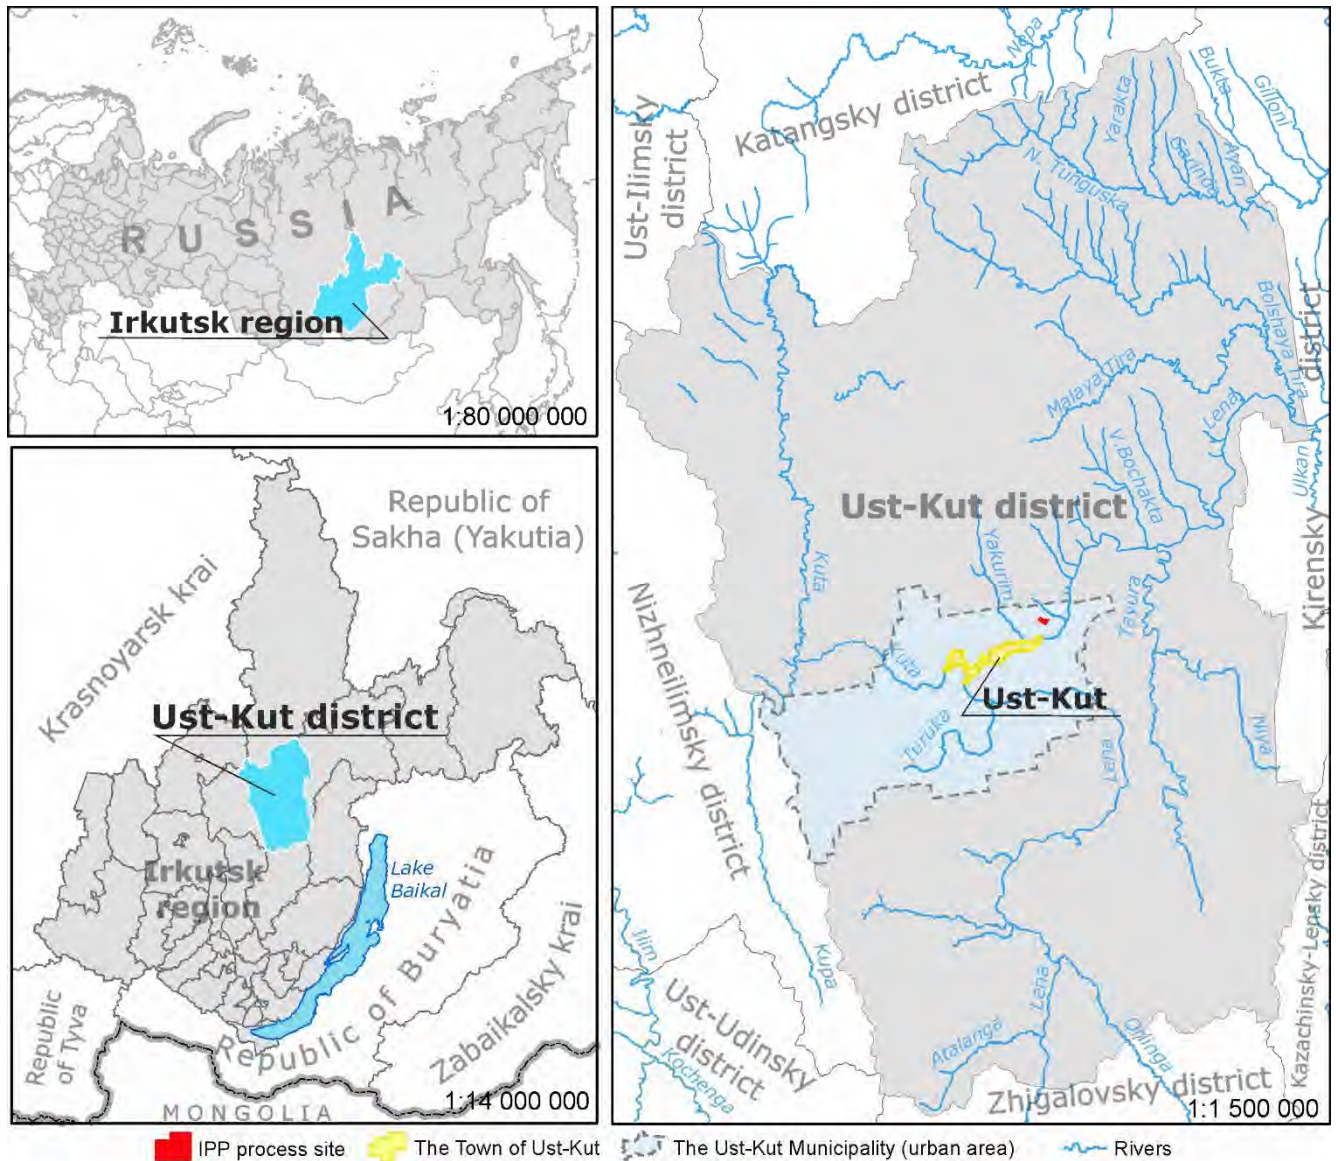 R U S S I A
Irkutsk region
1:80 000 000
Republic of
Sakha (Yakutia)
Krasnoyarsk krai
Ust-Kut district
Irkutsk
region
Lake
Baikal
Republic of Buryatia
Zabaikalsky krai
Republic
of Tyva
MONGOLIA
1:14 000 000
Nepa
Katangsky district
Ust-Ilimsky
district
Bukta
Gilloni
Yarakta
Ayan
N. Tunguska
Bolshaya Tira
Malaya Tira
Lena
V.Bochakta
Ulkan
Kirensky district
Ust-Kut district
Kuta
Yakurim
Tayura
Nizhneilimsky district
Kuta
Ust-Kut
Turuka
Lena
Niya
Kazachinsky-Lensky district
Ilim
Kupa
Ust-Udinsky
district
Kochenga
Lena
Atalanga
Orlinga
Zhigalovsky district
1:1 500 000
IPP process site
The Town of Ust-Kut
The Ust-Kut Municipality (urban area)
Rivers